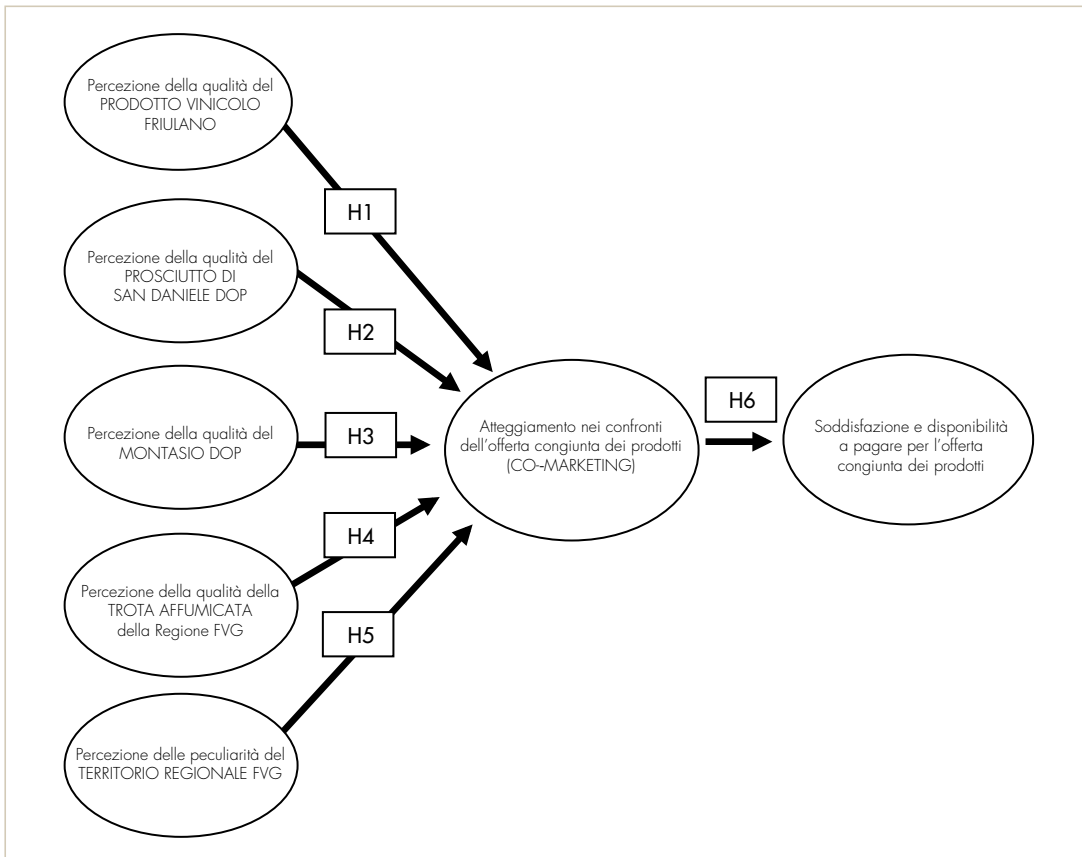 Percezione della qualità del
PRODOTTO VINICOLO
FRIULANO
H1
Percezione della qualità del
PROSCIUTTO DI
SAN DANIELE DOP
H2
Percezione della qualità del
MONTASIO DOP
H3
Percezione della qualità della
TROTA AFFUMICATA
della Regione FVG
H4
Percezione delle peculiarità del
TERRITORIO REGIONALE FVG
H5
Atteggiamento nei confronti
dell'offerta congiunta dei prodotti
(CO--MARKETING)
H6
Soddisfazione e disponibilità
a pagare per l'offerta
congiunta dei prodotti